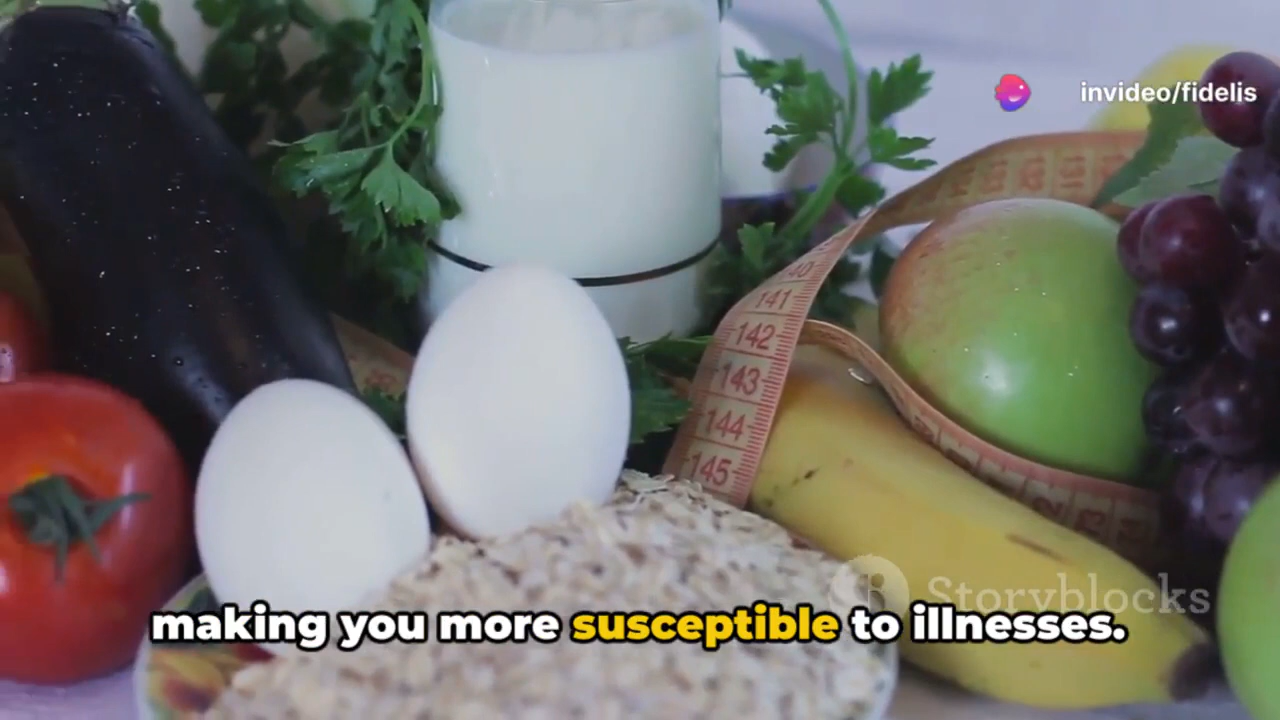 invideo/fidelis
141
142
143
144
145
Storyblocks
making you more susceptible to illnesses.